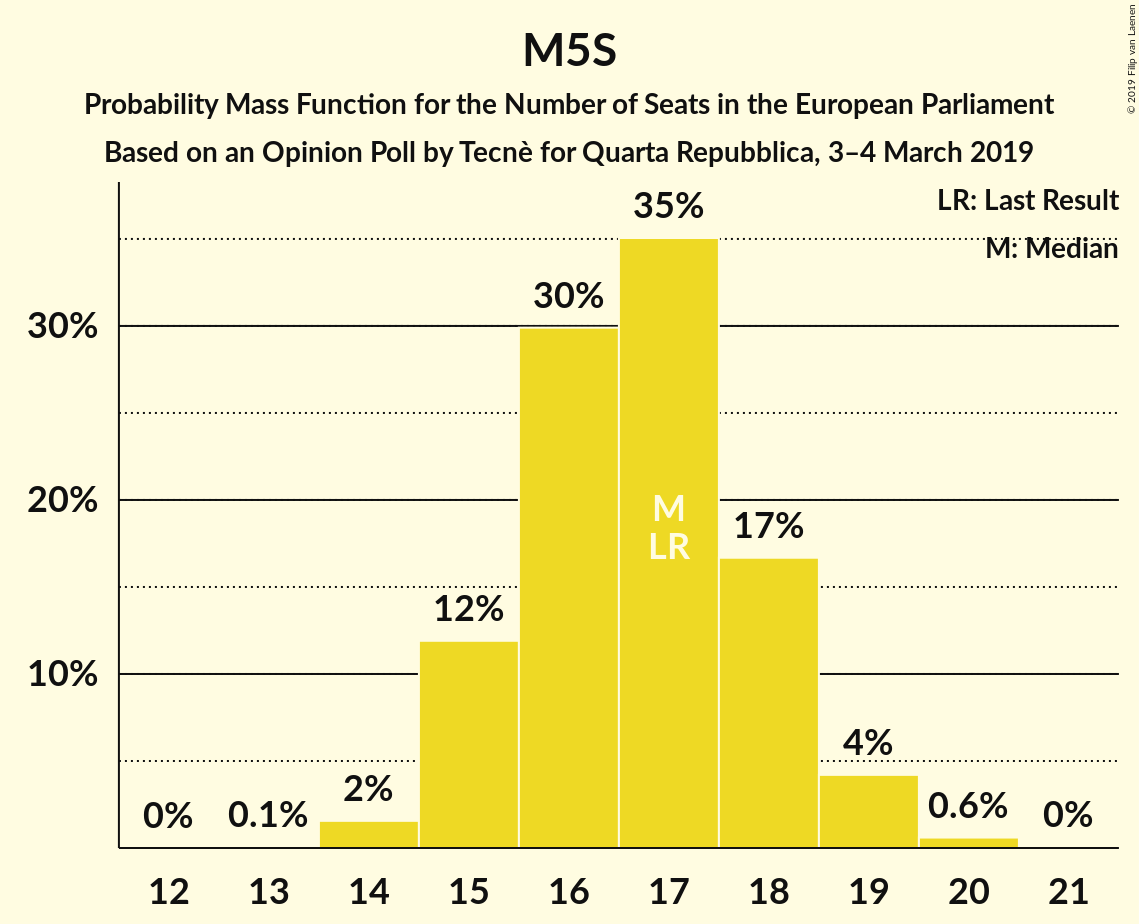 M5S
Probability Mass Function for the Number of Seats in the European Parliament
Based on an Opinion Poll by Tecnè for Quarta Repubblica, 3–4 March 2019
© 2019 Filip van Laenen
LR: Last Result
M: Median
30%
20%
10%
0%
0.1%
2%
12%
30%
35%
17%
4%
0.6%
0%
M
LR
12 13 14 15 16 17 18 19 20 21